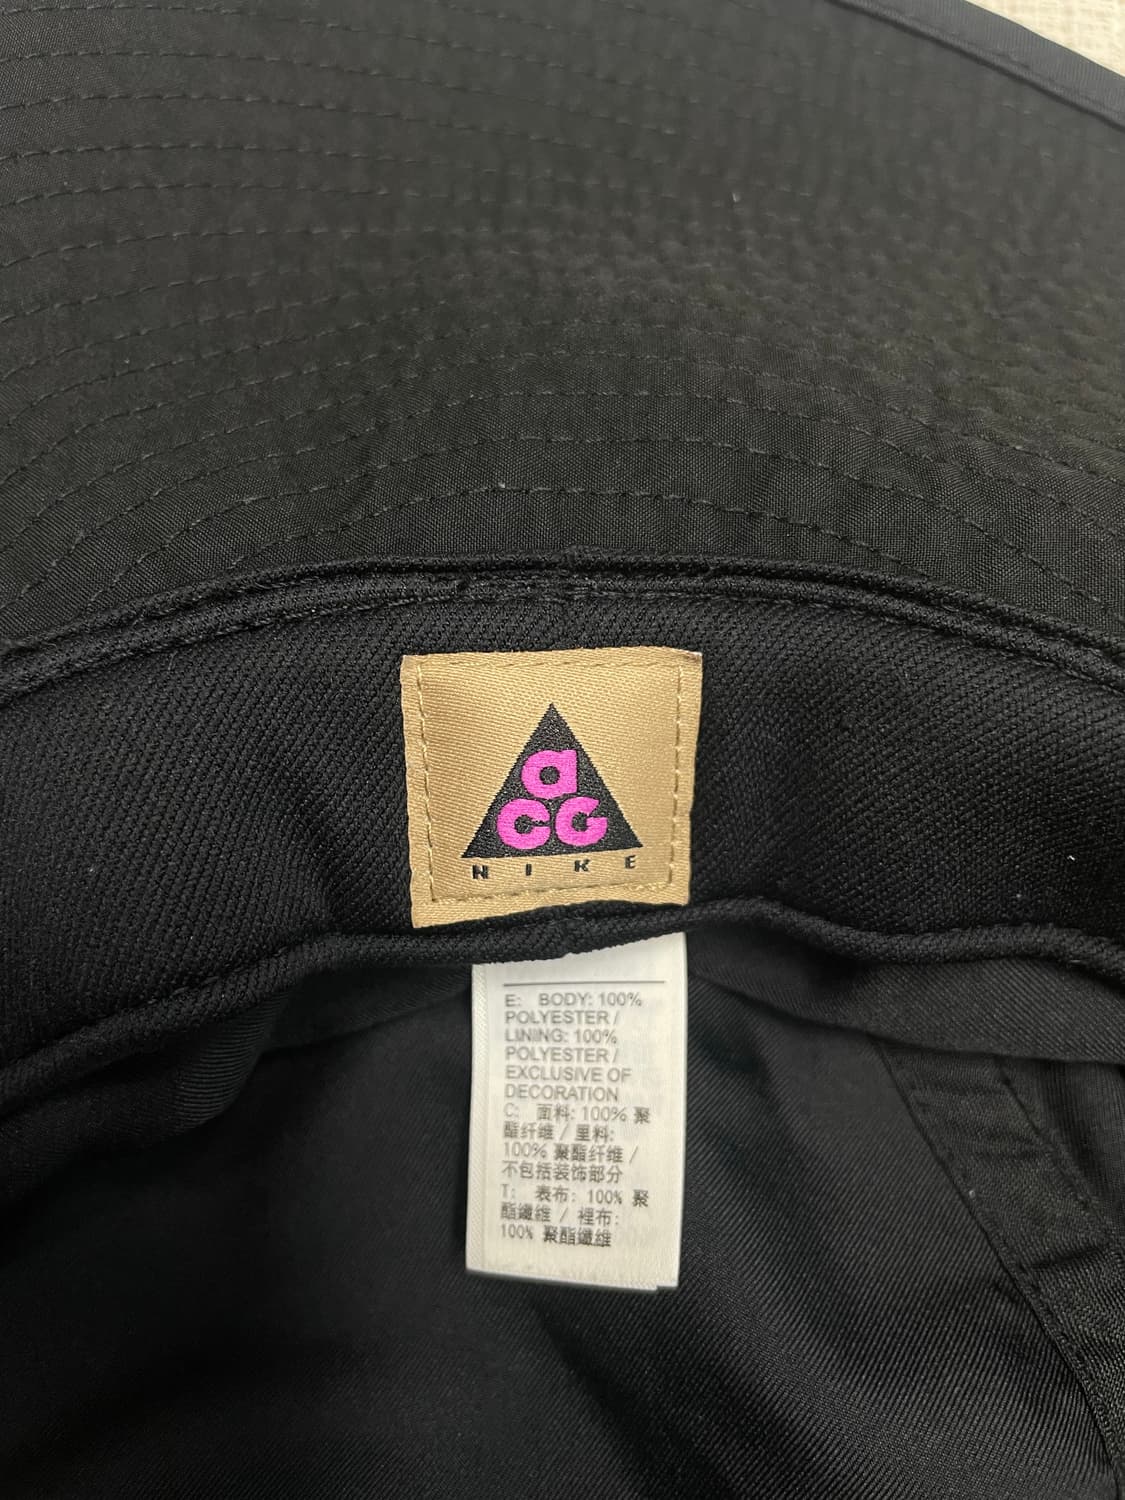 a
CG
NIKE
E: BODY: 100%
POLYESTER /
LINING: 100%
POLYESTER /
EXCLUSIVE OF
DECORATION
C: 面料: 100% 聚
酯纤维 / 里料:
100% 聚酯纤维 /
不包括装饰部分
T: 表布: 100% 聚
酯纖維 / 裡布:
100% 聚酯纖維